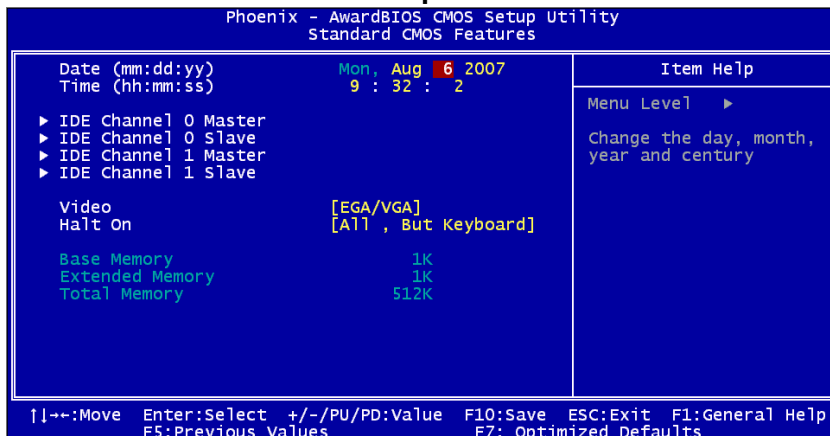 Phoenix - AwardBIOS CMOS Setup Utility
Standard CMOS Features
Date (mm:dd:yy) Mon, Aug 6 2007
Time (hh:mm:ss) 9 : 32 : 2
▶ IDE Channel 0 Master
▶ IDE Channel 0 Slave
▶ IDE Channel 1 Master
▶ IDE Channel 1 Slave
Video [EGA/VGA]
Halt On [All , But Keyboard]
Base Memory 1K
Extended Memory 1K
Total Memory 512K
Item Help
Menu Level ▶
Change the day, month,
year and century
↑↓→←:Move Enter:Select +/-/PU/PD:Value F10:Save ESC:Exit F1:General Help
F5:Previous Values F7: Optimized Defaults